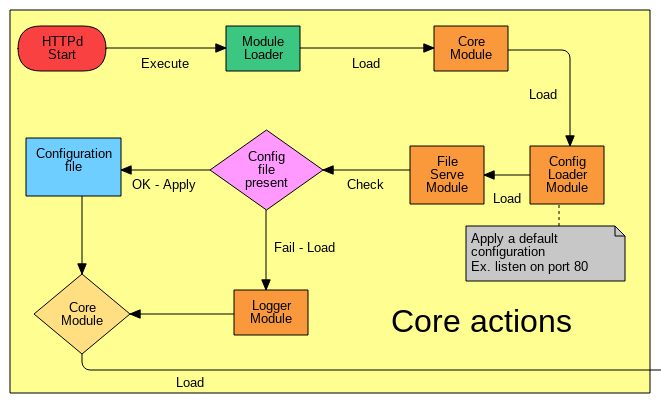 HTTPd
Start
Execute
Module
Loader
Load
Core
Module
Load
Config
Loader
Module
Load
File
Serve
Module
Check
Config
file
present
OK - Apply
Configuration
file
Apply a default
configuration
Ex. listen on port 80
Fail - Load
Logger
Module
Core
Module
Core actions
Load